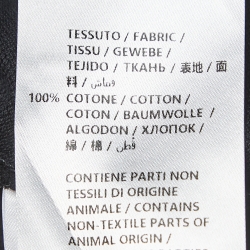 TESSUTO / FABRIC /
TISSU / GEWEBE /
TEJIDO / ТКАНЬ / 表地 / 面
料 / قماش /
100% COTONE / COTTON /
COTON / BAUMWOLLE /
ALGODON / ХЛОПОК /
綿 / 棉 / قطن /
CONTIENE PARTI NON
TESSILI DI ORIGINE
ANIMALE / CONTAINS
NON-TEXTILE PARTS OF
ANIMAL ORIGIN /